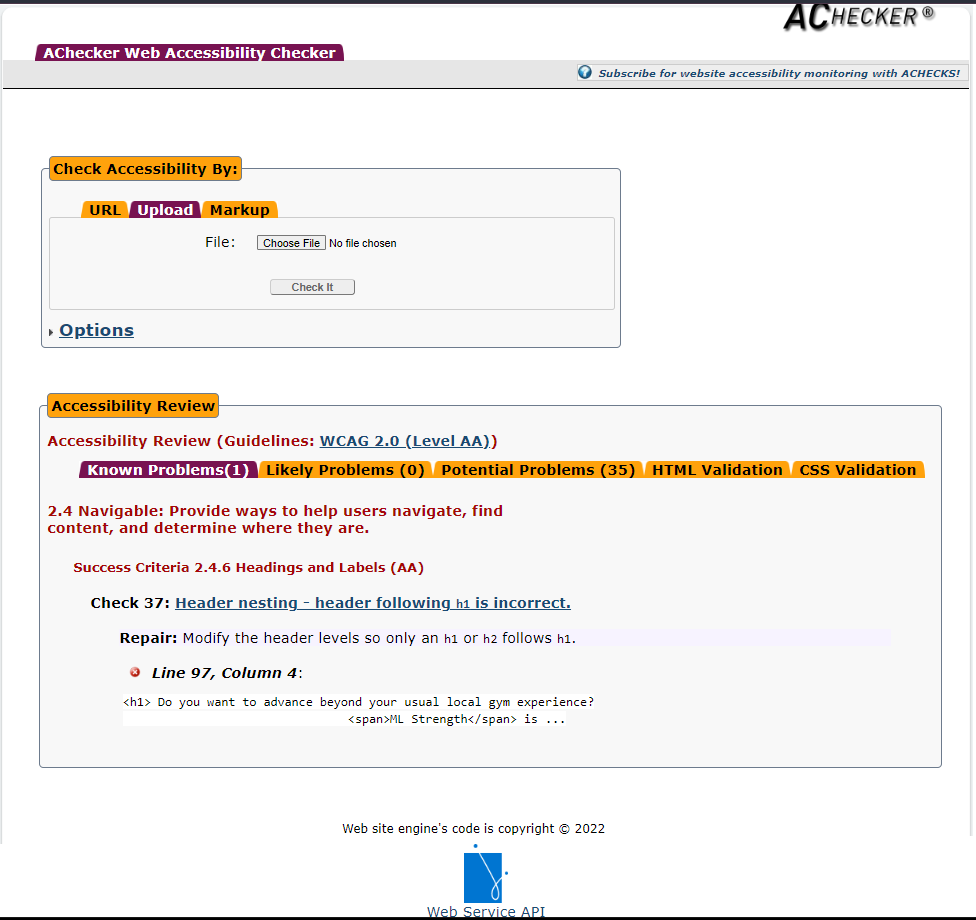 ACHECKER ®
AChecker Web Accessibility Checker
Subscribe for website accessibility monitoring with ACHECKS!
Check Accessibility By:
URL Upload Markup
File: Choose File No file chosen
Check It
Options
Accessibility Review
Accessibility Review (Guidelines: WCAG 2.0 (Level AA))
Known Problems(1) Likely Problems (0) Potential Problems (35) HTML Validation CSS Validation
2.4 Navigable: Provide ways to help users navigate, find
content, and determine where they are.
Success Criteria 2.4.6 Headings and Labels (AA)
Check 37: Header nesting - header following h1 is incorrect.
Repair: Modify the header levels so only an h1 or h2 follows h1.
Line 97, Column 4:
<h1> Do you want to advance beyond your usual local gym experience?
<span>ML Strength</span> is ...
Web site engine's code is copyright © 2022
Web Service API